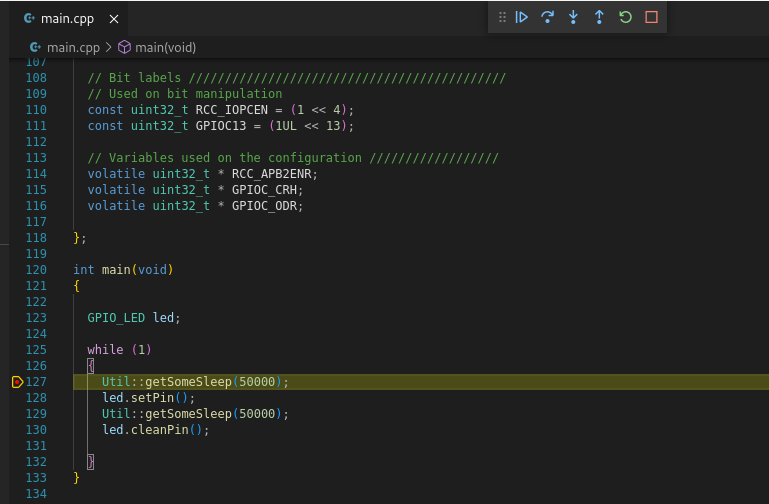 main.cpp
main.cpp > main(void)
107
108 // Bit labels ////////////////////////////////////////////
109 // Used on bit manipulation
110 const uint32_t RCC_IOPCEN = (1 << 4);
111 const uint32_t GPIOC13 = (1UL << 13);
112
113 // Variables used on the configuration //////////////////
114 volatile uint32_t * RCC_APB2ENR;
115 volatile uint32_t * GPIOC_CRH;
116 volatile uint32_t * GPIOC_ODR;
117
118 };
119
120 int main(void)
121 {
122
123 GPIO_LED led;
124
125 while (1)
126 {
127 Util::getSomeSleep(50000);
128 led.setPin();
129 Util::getSomeSleep(50000);
130 led.cleanPin();
131
132 }
133 }
134